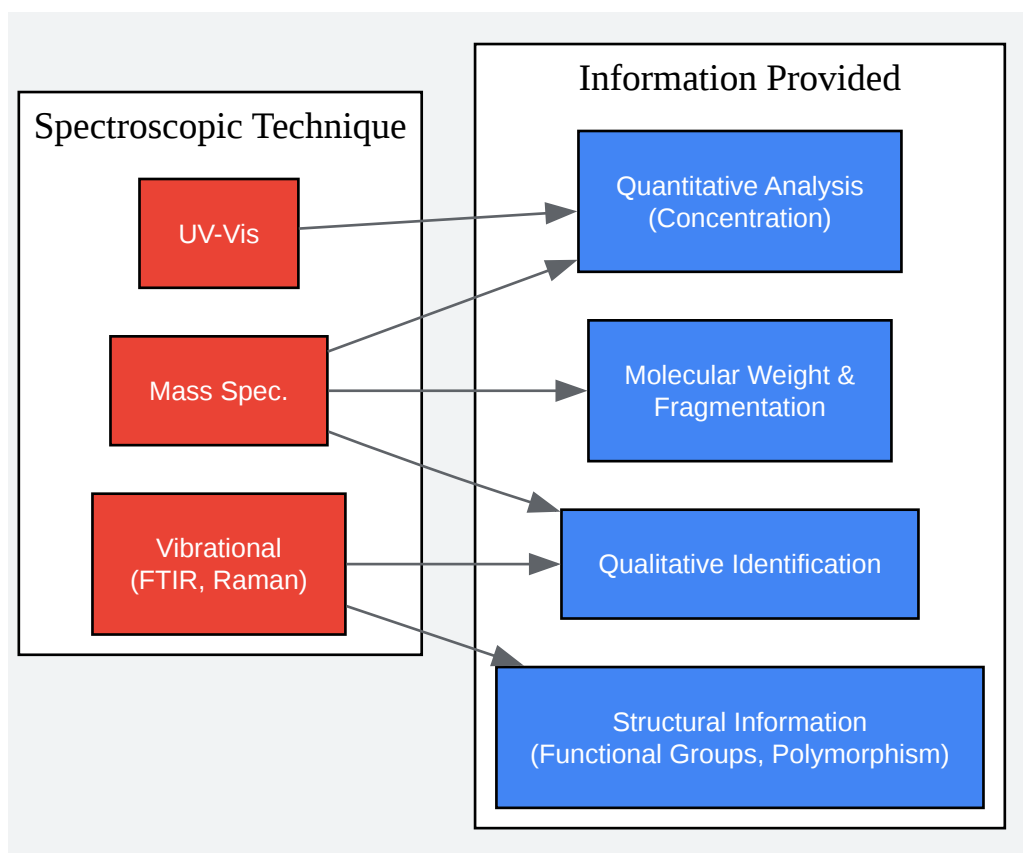 Spectroscopic Technique
UV-Vis
Mass Spec.
Vibrational
(FTIR, Raman)
Information Provided
Quantitative Analysis
(Concentration)
Molecular Weight &
Fragmentation
Qualitative Identification
Structural Information
(Functional Groups, Polymorphism)